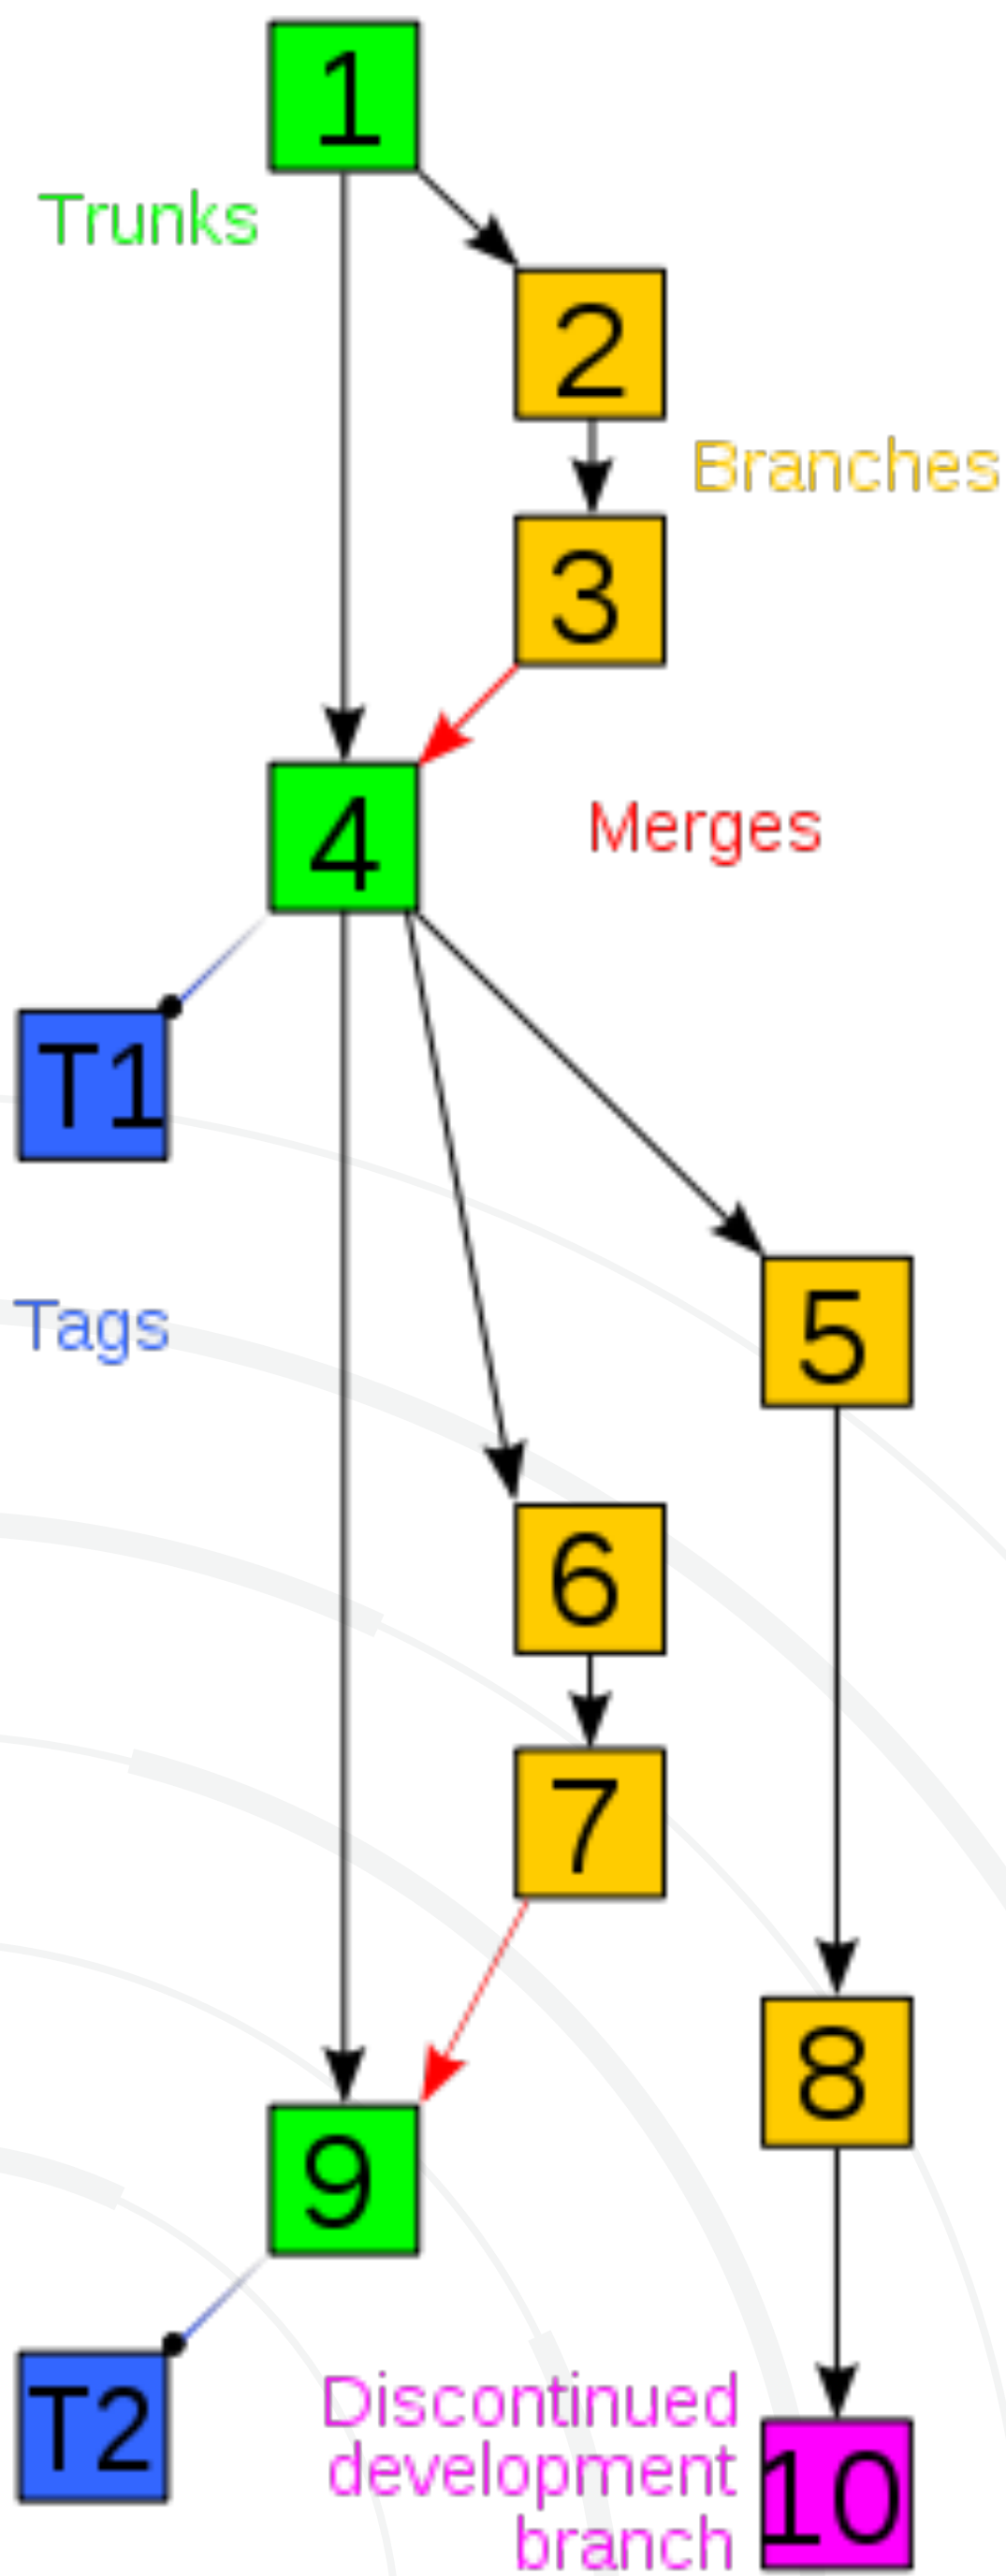 1
Trunks
2
Branches
3
4
Merges
T1
Tags
5
6
7
8
9
T2
Discontinued
development
branch
10